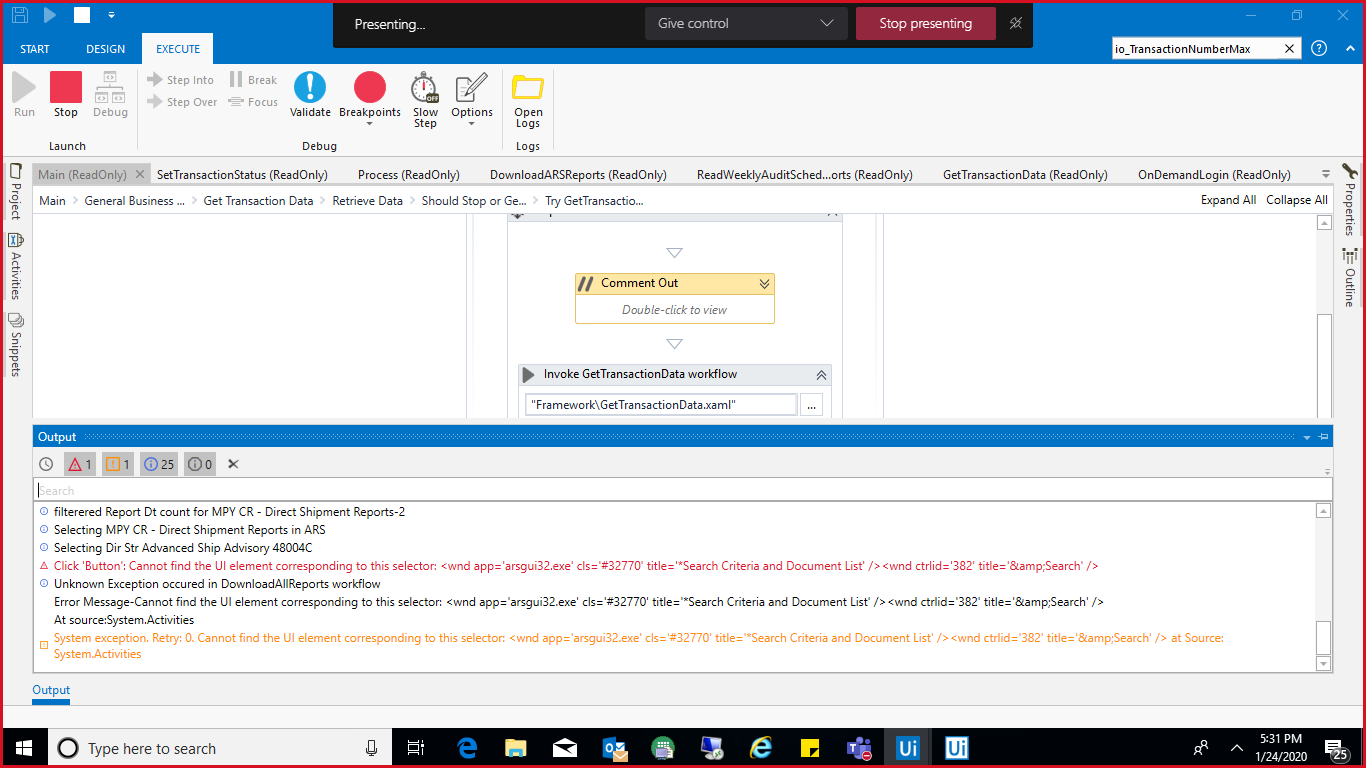 Presenting...
Give control
Stop presenting
START
DESIGN
EXECUTE
io_TransactionNumberMax
Run
Stop
Debug
Step Into
Step Over
Break
Focus
Validate
Breakpoints
Slow
Step
OFF
Options
Open
Logs
Launch
Debug
Logs
Main (ReadOnly)
SetTransactionStatus (ReadOnly)
Process (ReadOnly)
DownloadARSReports (ReadOnly)
ReadWeeklyAuditSched...orts (ReadOnly)
GetTransactionData (ReadOnly)
OnDemandLogin (ReadOnly)
Main
General Business ...
Get Transaction Data
Retrieve Data
Should Stop or Ge...
Try GetTransactio...
Expand All
Collapse All
Project
Activities
Snippets
Properties
Outline
Comment Out
Double-click to view
Invoke GetTransactionData workflow
"Framework\GetTransactionData.xaml"
...
Output
1
1
25
0
Search
filterered Report Dt count for MPY CR - Direct Shipment Reports-2
Selecting MPY CR - Direct Shipment Reports in ARS
Selecting Dir Str Advanced Ship Advisory 48004C
Click 'Button': Cannot find the UI element corresponding to this selector: <wnd app='arsgui32.exe' cls='#32770' title='*Search Criteria and Document List' /><wnd ctrlid='382' title='&amp;Search' />
Unknown Exception occured in DownloadAllReports workflow
Error Message-Cannot find the UI element corresponding to this selector: <wnd app='arsgui32.exe' cls='#32770' title='*Search Criteria and Document List' /><wnd ctrlid='382' title='&amp;Search' />
At source:System.Activities
System exception. Retry: 0. Cannot find the UI element corresponding to this selector: <wnd app='arsgui32.exe' cls='#32770' title='*Search Criteria and Document List' /><wnd ctrlid='382' title='&amp;Search' /> at Source:
System.Activities
Output
Type here to search
Ui
Ui
5:31 PM
1/24/2020
25